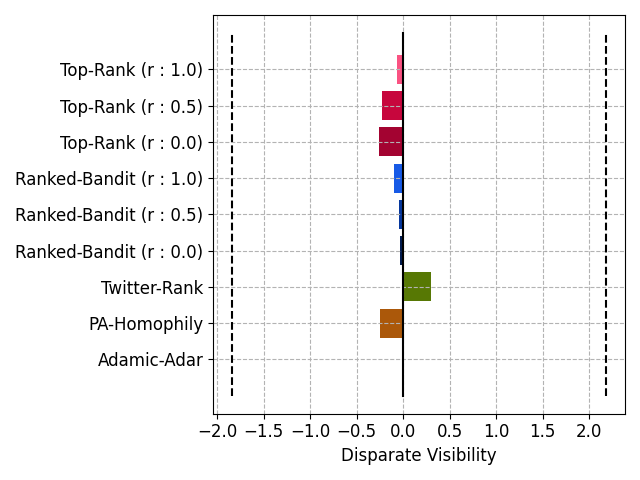 Top-Rank (r : 1.0)
Top-Rank (r : 0.5)
Top-Rank (r : 0.0)
Ranked-Bandit (r : 1.0)
Ranked-Bandit (r : 0.5)
Ranked-Bandit (r : 0.0)
Twitter-Rank
PA-Homophily
Adamic-Adar
−2.0 −1.5 −1.0 −0.5 0.0 0.5 1.0 1.5 2.0
Disparate Visibility